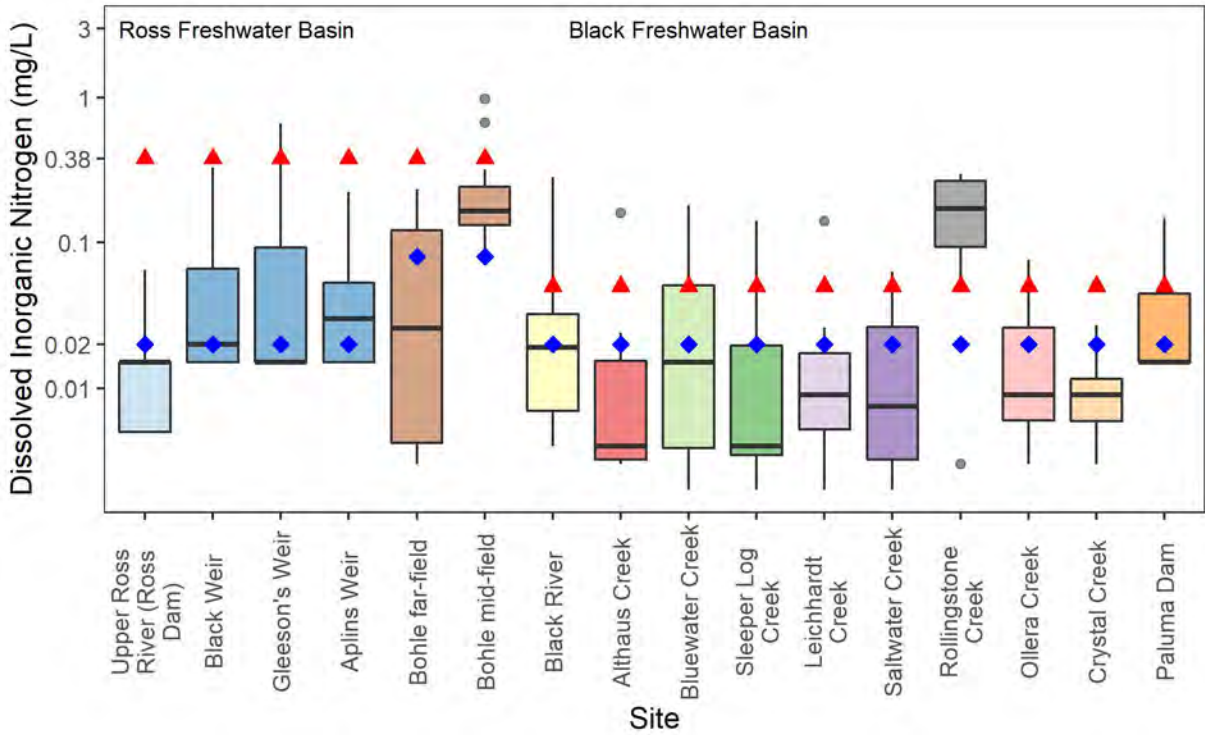 Dissolved Inorganic Nitrogen (mg/L)
3
1
0.38
0.1
0.02
0.01
Ross Freshwater Basin
Black Freshwater Basin
Upper Ross
River (Ross
Dam)
Black Weir
Gleeson's Weir
Aplins Weir
Bohle far-field
Bohle mid-field
Black River
Althaus Creek
Bluewater Creek
Sleeper Log
Creek
Leichhardt
Creek
Saltwater Creek
Rollingstone
Creek
Ollera Creek
Crystal Creek
Paluma Dam
Site